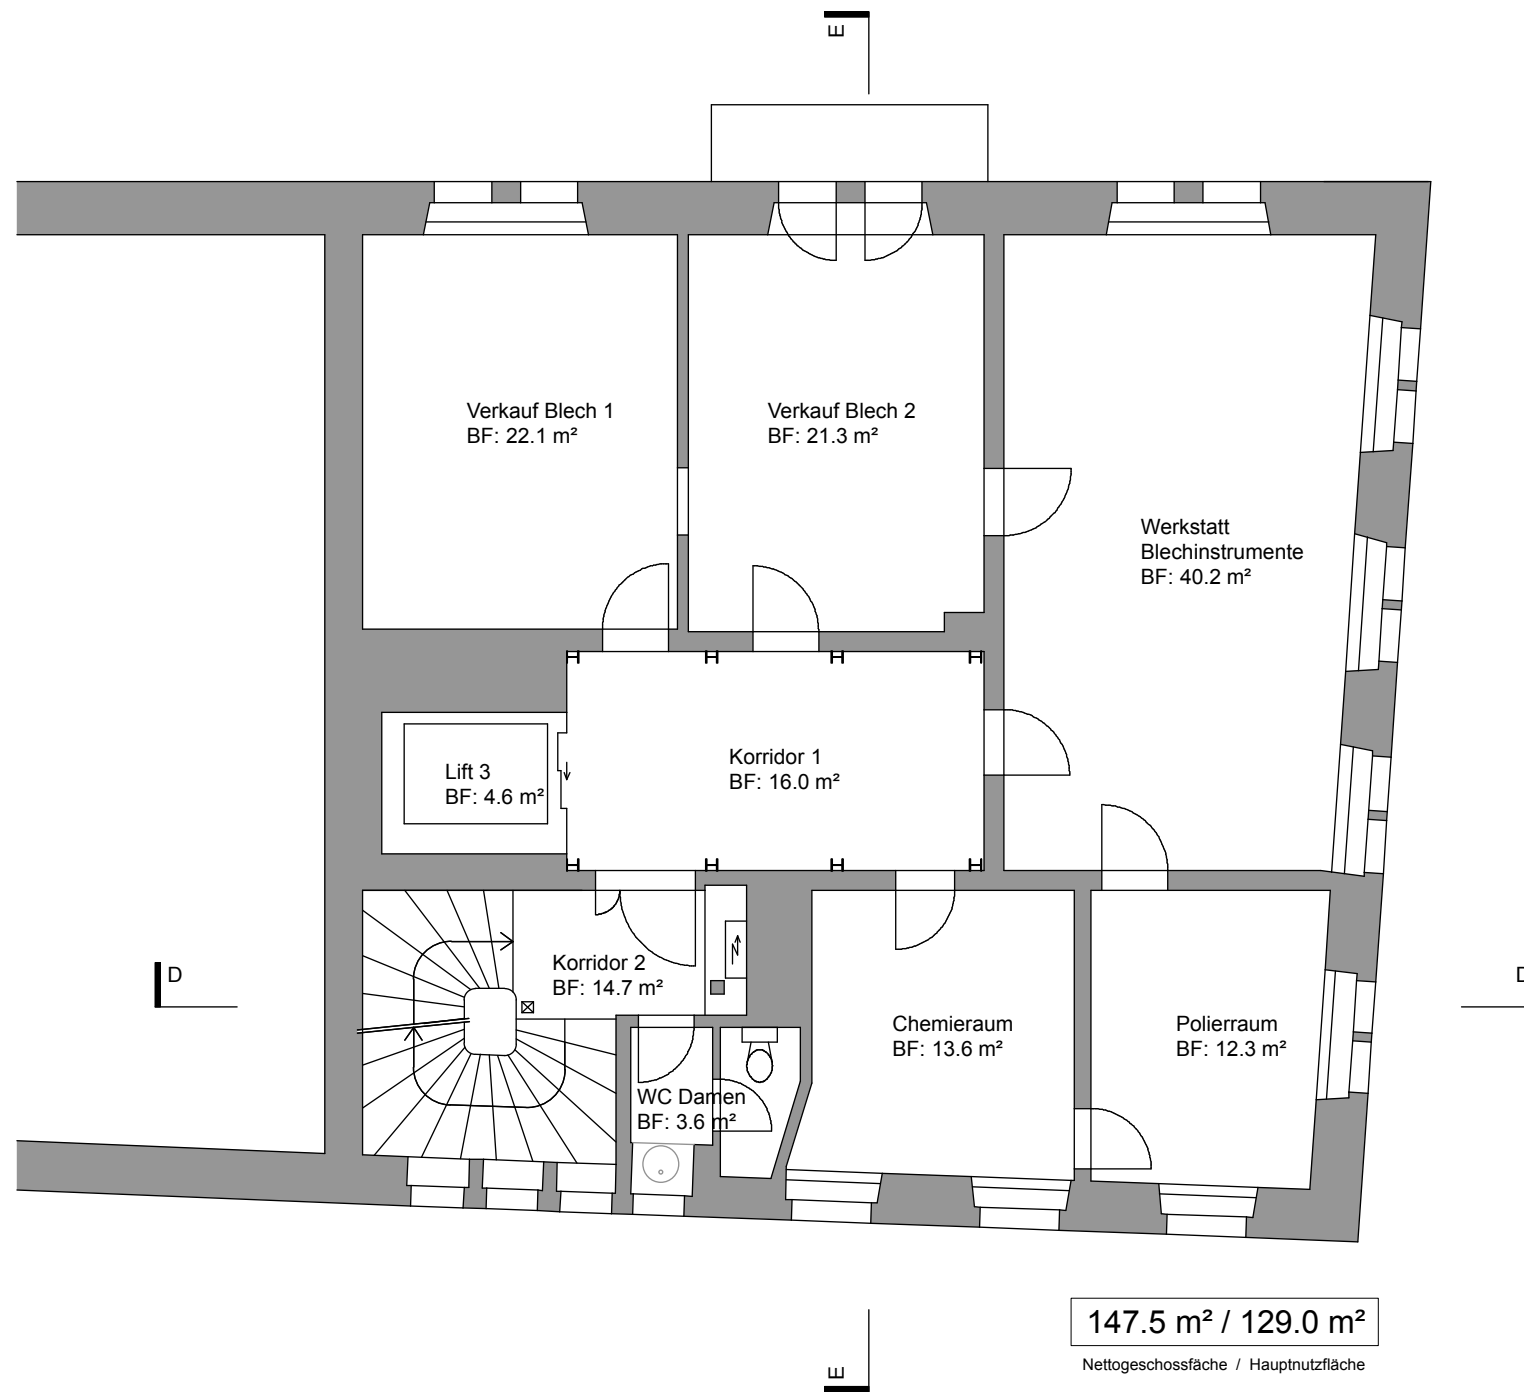 E
Verkauf Blech 1
BF: 22.1 m²
Verkauf Blech 2
BF: 21.3 m²
Werkstatt
Blechinstrumente
BF: 40.2 m²
Lift 3
BF: 4.6 m²
Korridor 1
BF: 16.0 m²
D
Korridor 2
BF: 14.7 m²
D
Chemieraum
BF: 13.6 m²
Polierraum
BF: 12.3 m²
WC Damen
BF: 3.6 m²
147.5 m² / 129.0 m²
Nettogeschossfäche / Hauptnutzfläche
E